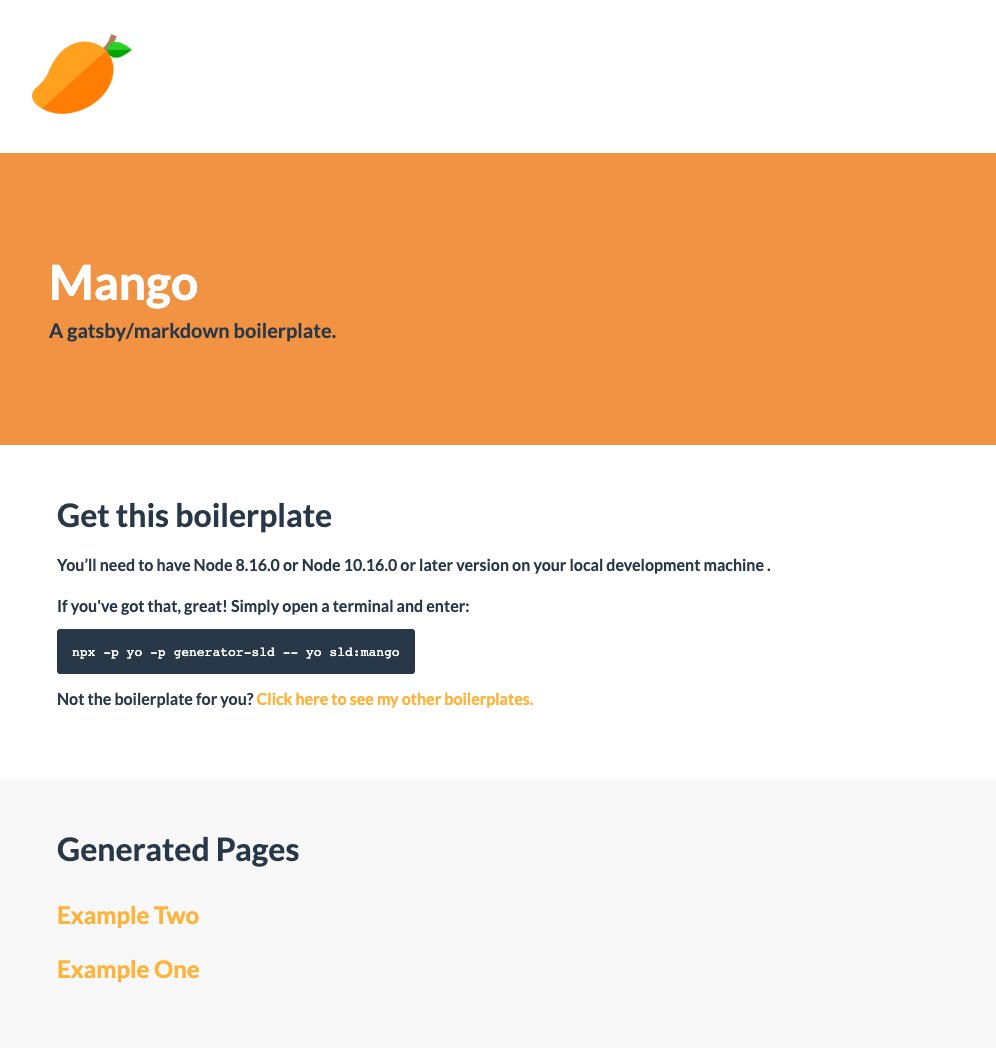 Mango
A gatsby/markdown boilerplate.
Get this boilerplate
You’ll need to have Node 8.16.0 or Node 10.16.0 or later version on your local development machine .
If you've got that, great! Simply open a terminal and enter:
npx -p yo -p generator-sld -- yo sld:mango
Not the boilerplate for you? Click here to see my other boilerplates.
Generated Pages
Example Two
Example One